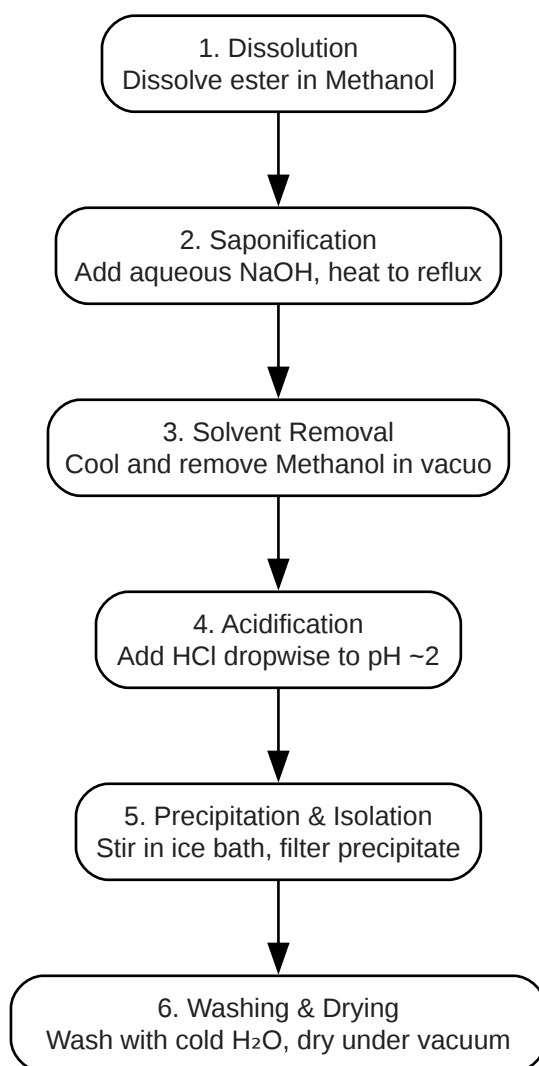 1. Dissolution
Dissolve ester in Methanol
2. Saponification
Add aqueous NaOH, heat to reflux
3. Solvent Removal
Cool and remove Methanol in vacuo
4. Acidification
Add HCl dropwise to pH ~2
5. Precipitation & Isolation
Stir in ice bath, filter precipitate
6. Washing & Drying
Wash with cold H₂O, dry under vacuum